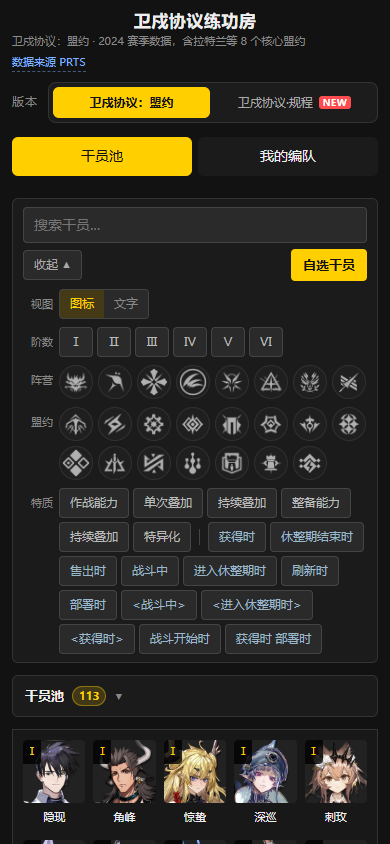 卫戍协议练功房
卫戍协议：盟约 · 2024 赛季数据，含拉特兰等 8 个核心盟约
数据来源 PRTS
版本
卫戍协议：盟约
卫戍协议·规程 NEW
干员池
我的编队
搜索干员...
收起 ▲
自选干员
视图 图标 文字
阶数 Ⅰ Ⅱ Ⅲ Ⅳ Ⅴ Ⅵ
阵营
盟约
特质 作战能力 单次叠加 持续叠加 整备能力
持续叠加 特异化 获得时 休整期结束时
售出时 战斗中 进入休整期时 刷新时
部署时 <战斗中> <进入休整期时>
<获得时> 战斗开始时 获得时 部署时
干员池 113 ▼
Ⅰ Ⅰ Ⅰ Ⅰ Ⅰ
隐现 角峰 惊蛰 深巡 刺玫